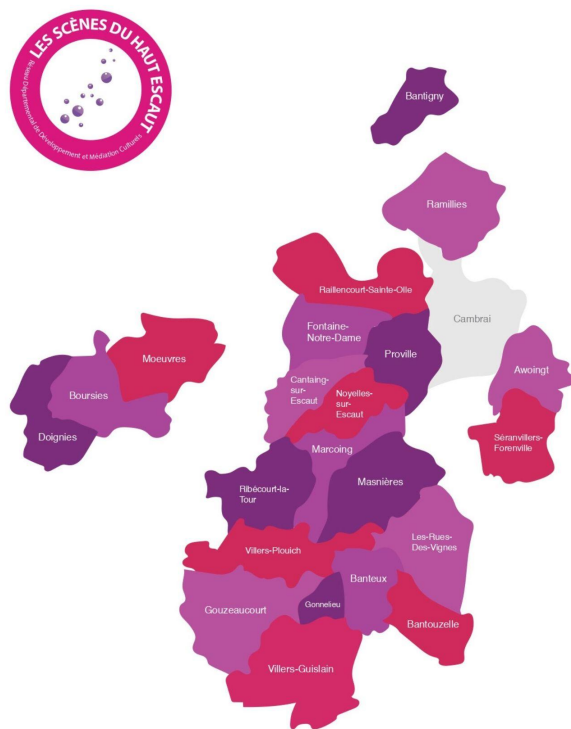 LES SCÈNES DU HAUT ESCAUT
Réseau Départemental de Développement et Médiation Culturels
Bantigny
Ramillies
Raillencourt-Sainte-Olle
Cambrai
Fontaine-
Notre-Dame
Proville
Moeuvres
Awoingt
Cantaing-
sur-
Escaut
Noyelles-
sur-
Escaut
Boursies
Doignies
Séranvillers-
Forenville
Marcoing
Masnières
Ribécourt-la-
Tour
Les-Rues-
Des-Vignes
Villers-Plouich
Banteux
Gonnelieu
Gouzeaucourt
Bantouzelle
Villers-Guislain